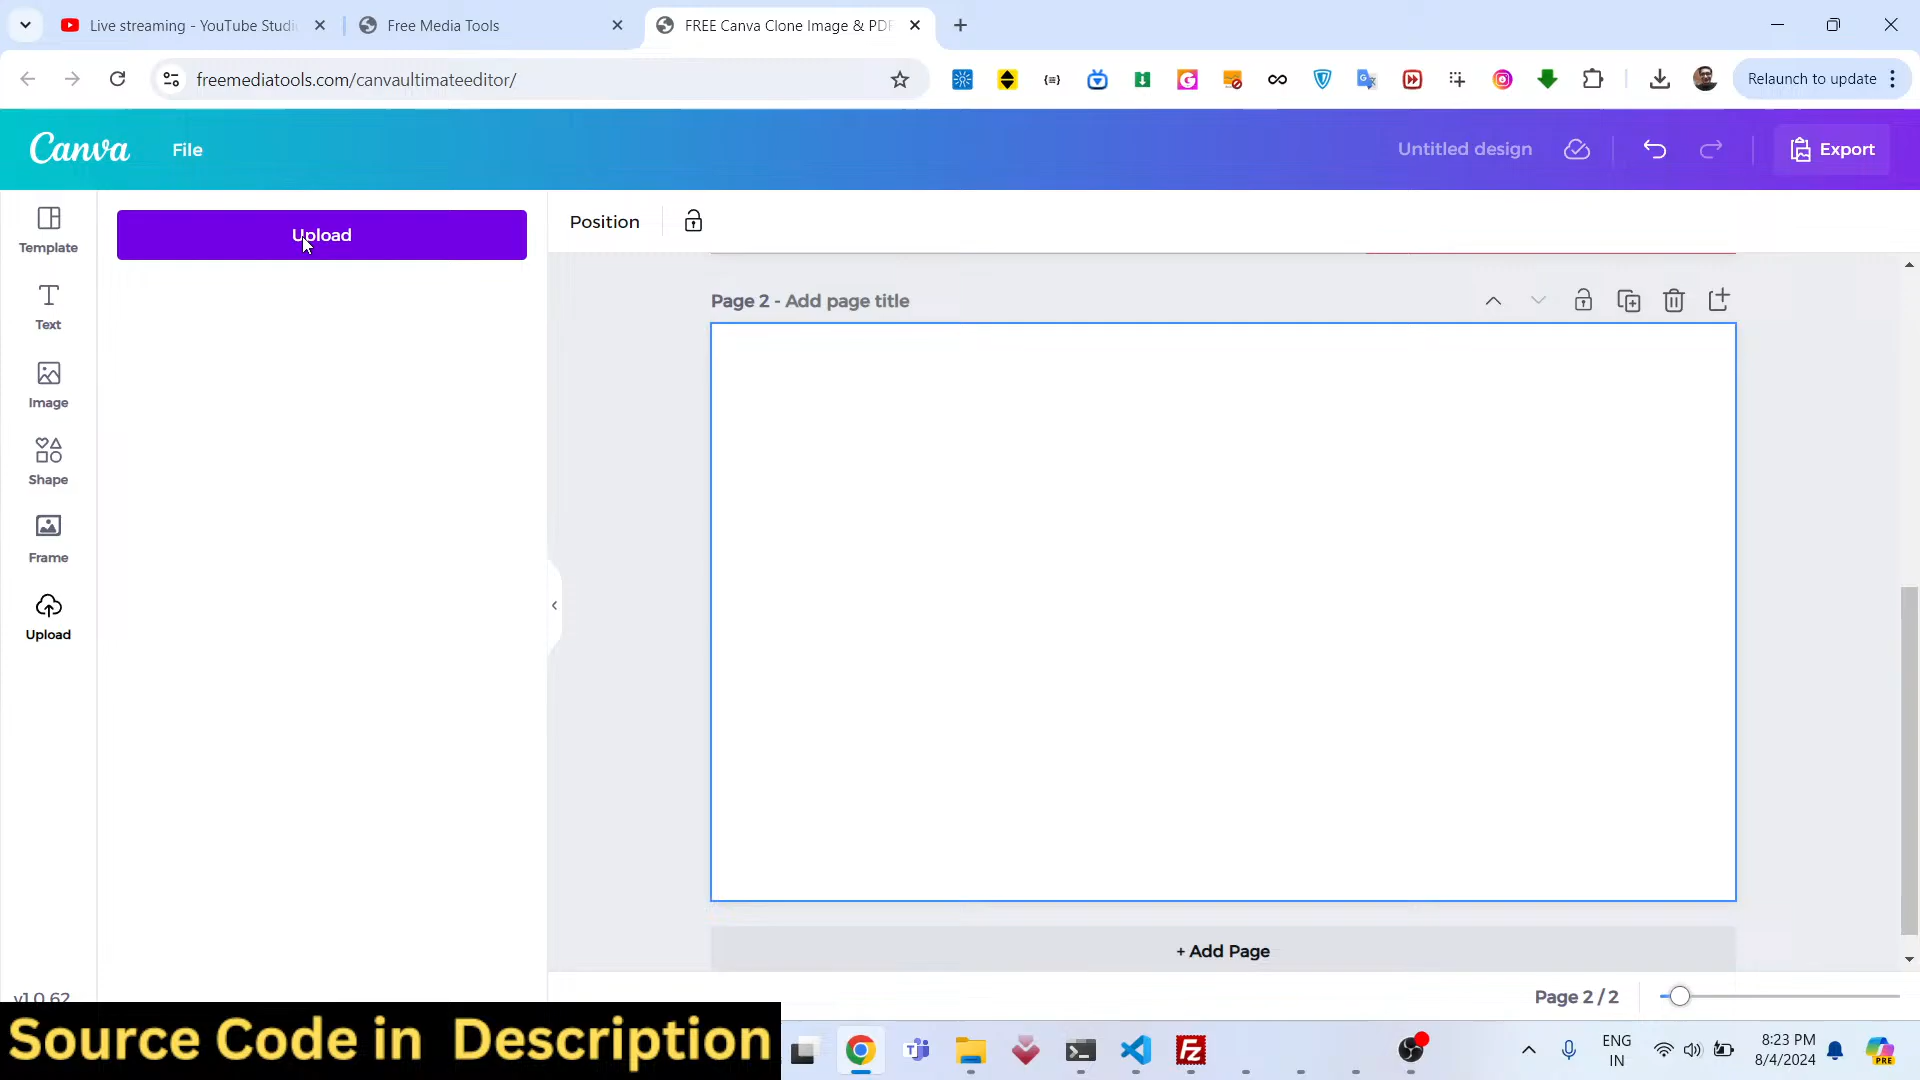 Live streaming - YouTube Studi
Free Media Tools
FREE Canva Clone Image & PDF
freemediatools.com/canvaultimateeditor/
Relaunch to update
Canva
File
Untitled design
Export
Template
Text
Image
Shape
Frame
Upload
v1.0.62
Upload
Position
Page 2 - Add page title
+ Add Page
Page 2 / 2
Source Code in Description
ENG
IN
8:23 PM
8/4/2024
PRE